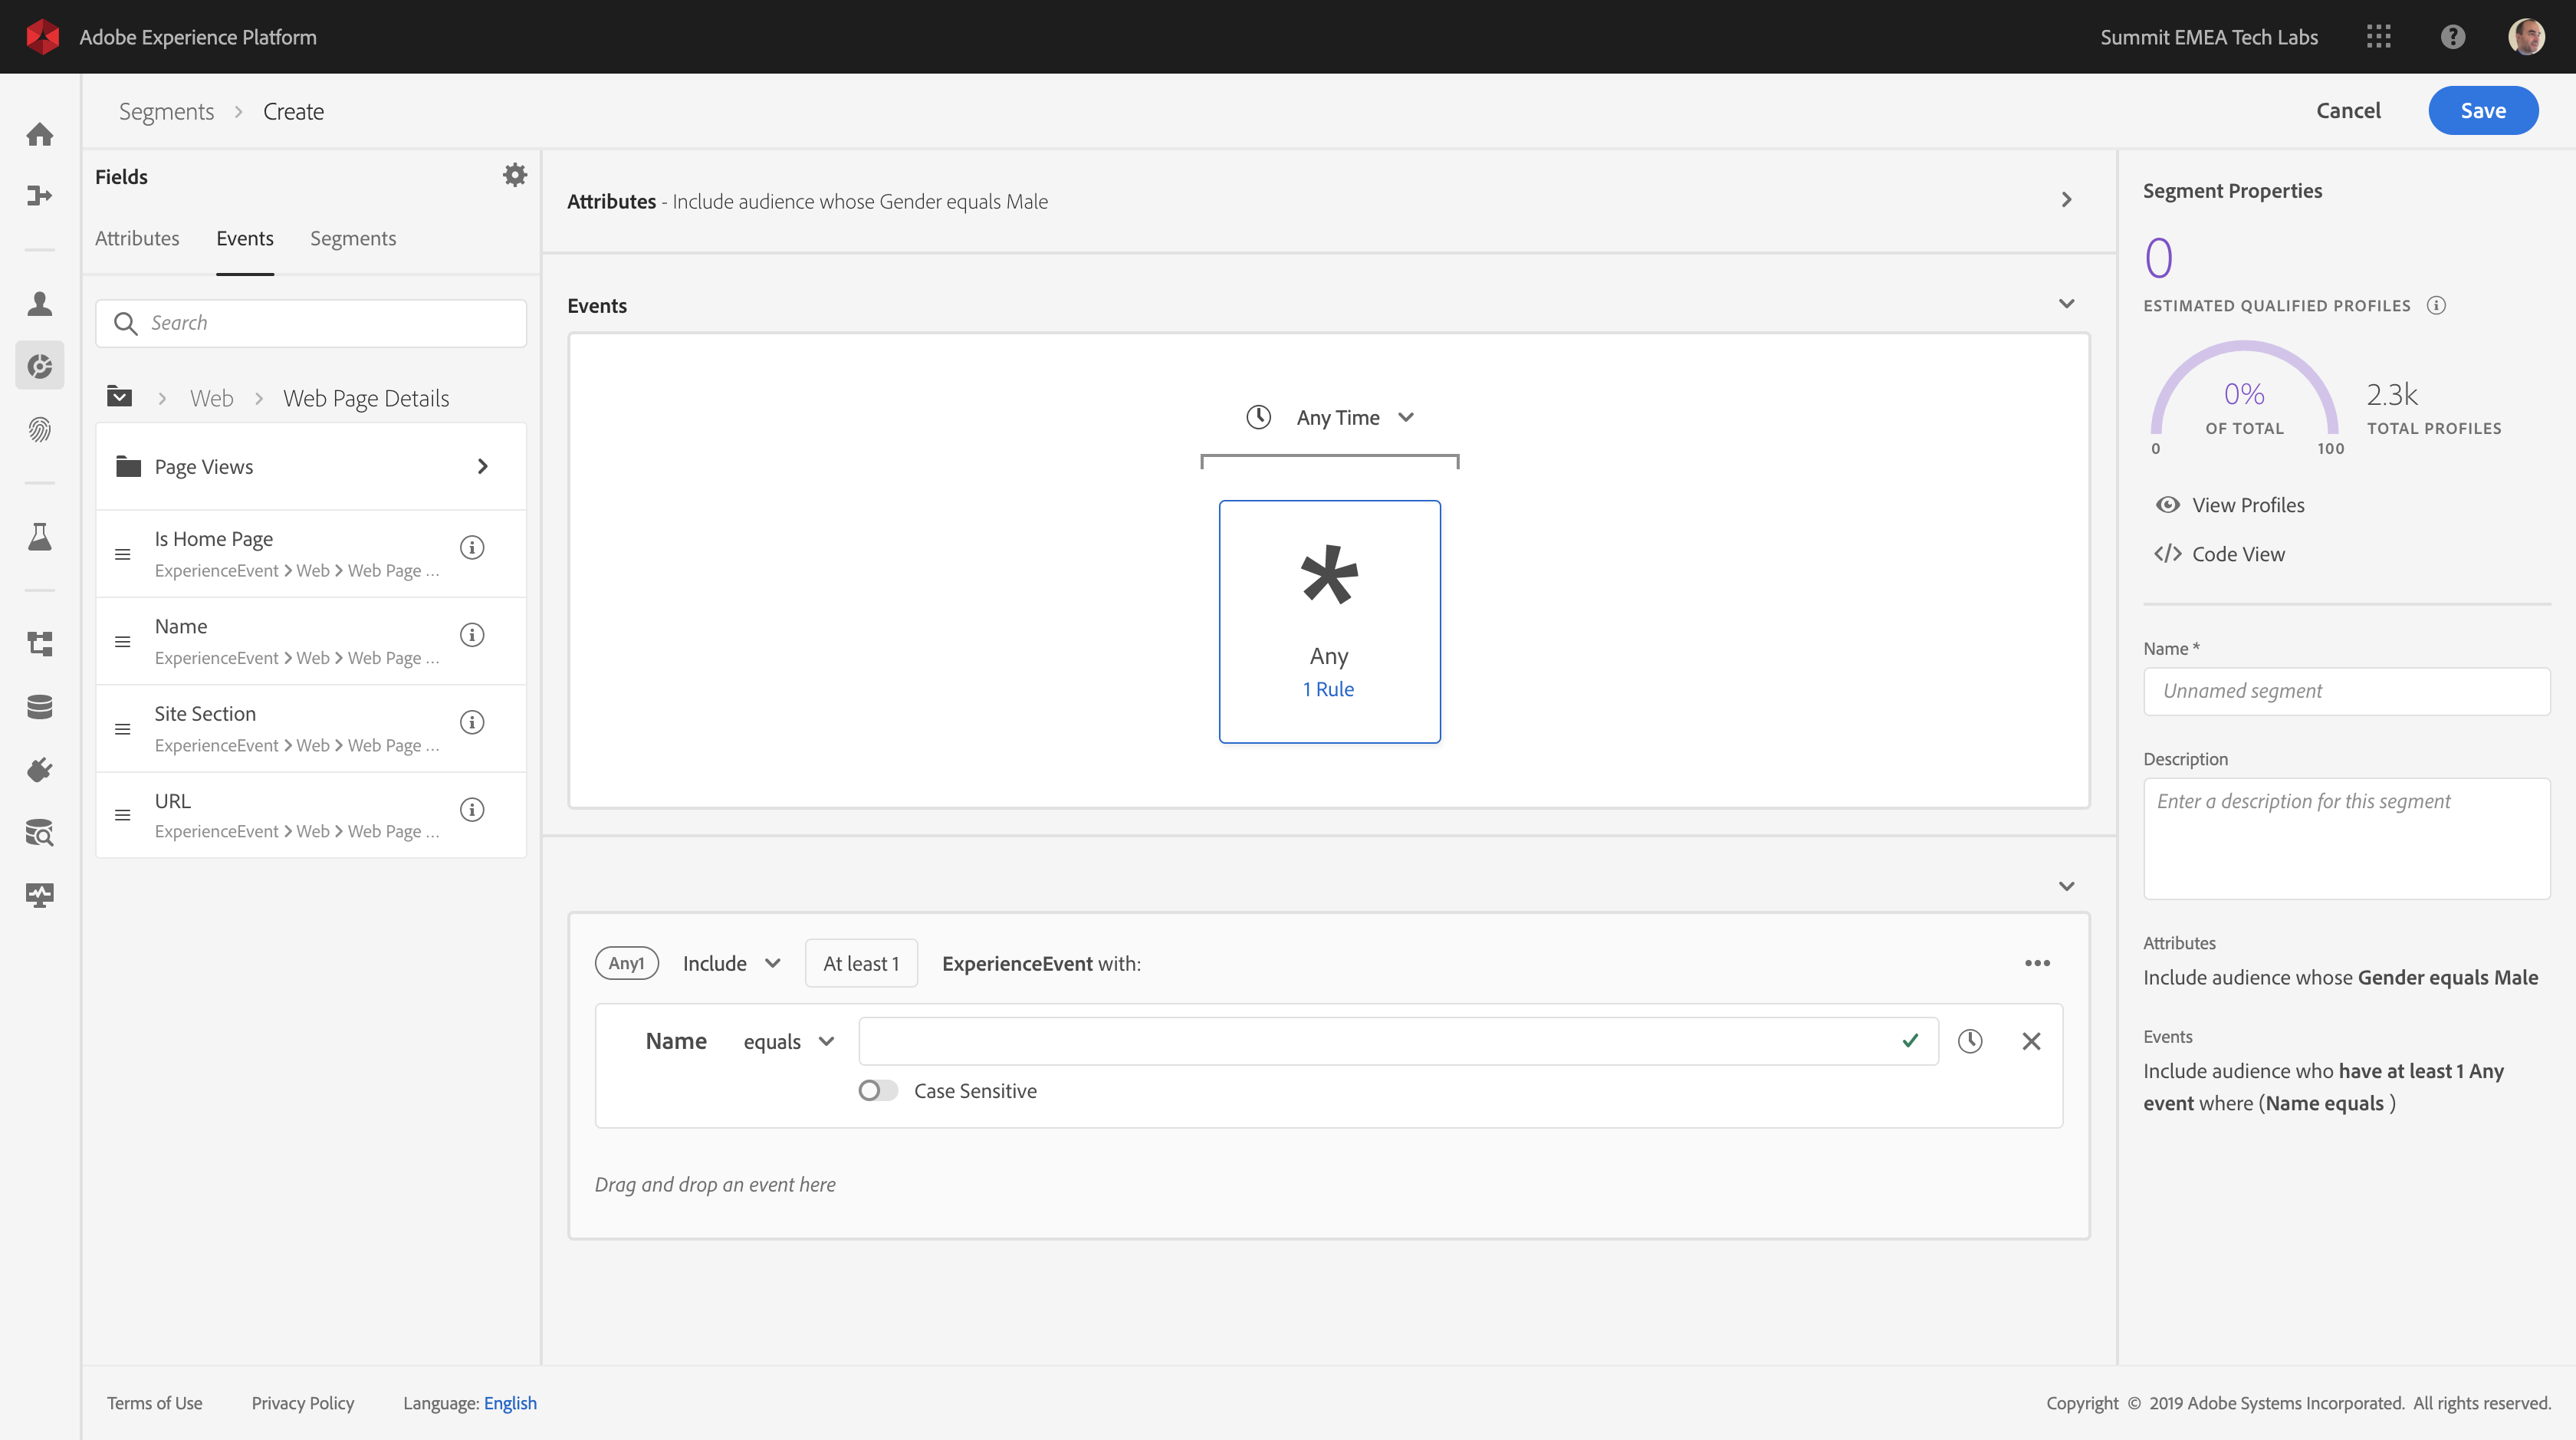 Adobe Experience Platform
Summit EMEA Tech Labs
Segments
Create
Cancel
Save
Fields
Attributes
Events
Segments
Search
Web
Web Page Details
Page Views
Is Home Page
ExperienceEvent > Web > Web Page ...
Name
ExperienceEvent > Web > Web Page ...
Site Section
ExperienceEvent > Web > Web Page ...
URL
ExperienceEvent > Web > Web Page ...
Attributes - Include audience whose Gender equals Male
Events
Any Time
Any
1 Rule
Any1
Include
At least 1
ExperienceEvent with:
Name
equals
Case Sensitive
Drag and drop an event here
Segment Properties
0
ESTIMATED QUALIFIED PROFILES
0%
OF TOTAL
0
100
2.3k
TOTAL PROFILES
View Profiles
Code View
Name *
Unnamed segment
Description
Enter a description for this segment
Attributes
Include audience whose Gender equals Male
Events
Include audience who have at least 1 Any
event where (Name equals )
Terms of Use
Privacy Policy
Language: English
Copyright © 2019 Adobe Systems Incorporated. All rights reserved.